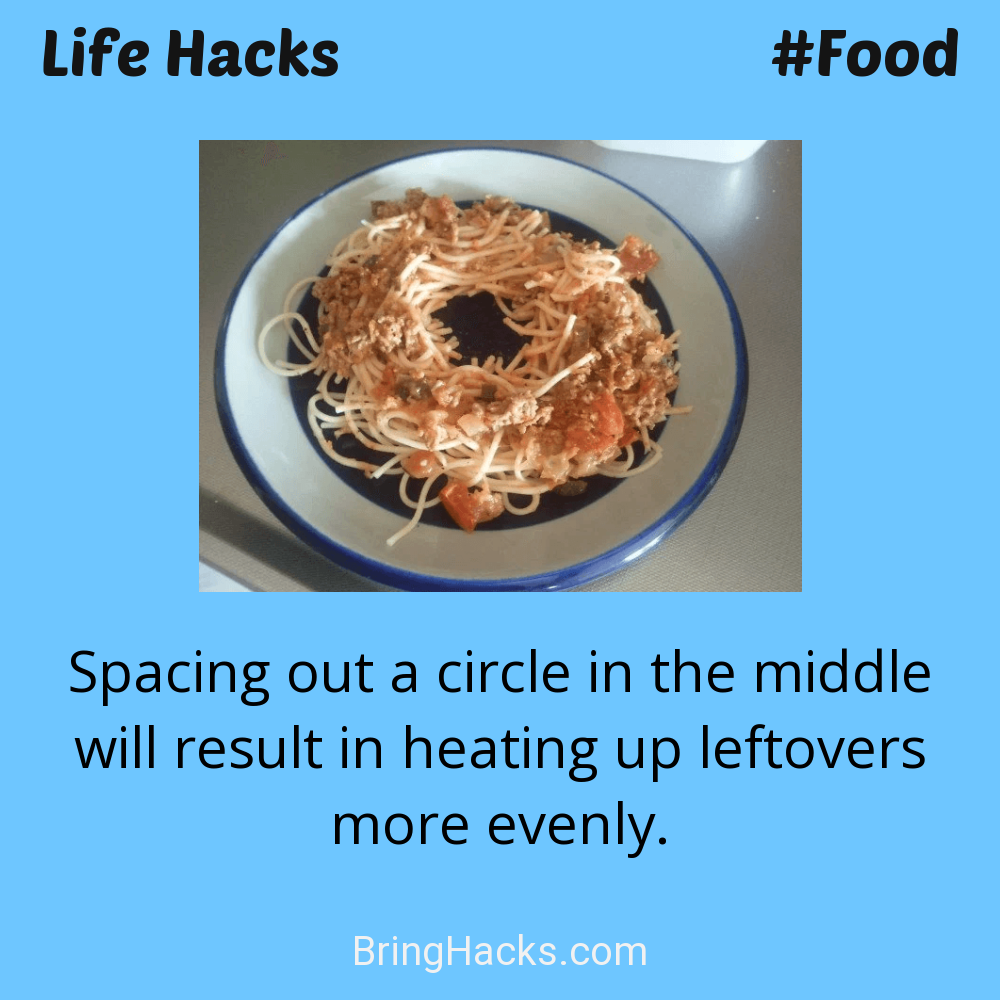 Life Hacks
#Food
Spacing out a circle in the middle
will result in heating up leftovers
more evenly.
BringHacks.com